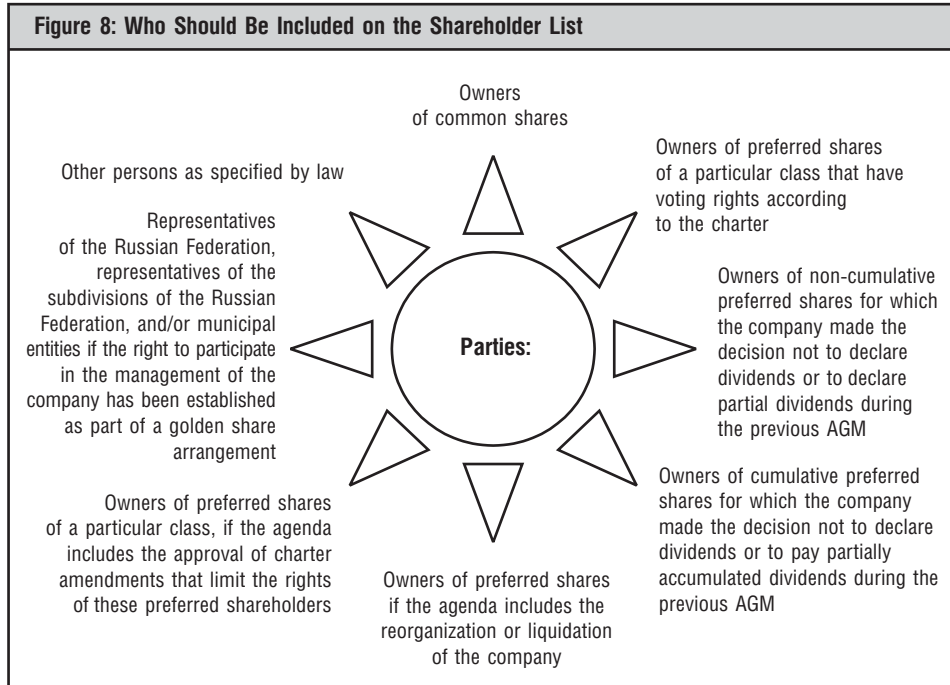 Figure 8: Who Should Be Included on the Shareholder List
Owners
of common shares
Owners of preferred shares
of a particular class that have
voting rights according
to the charter
Owners of non-cumulative
preferred shares for which
the company made the
decision not to declare
dividends or to declare
partial dividends during
the previous AGM
Owners of cumulative preferred
shares for which the company
made the decision not to declare
dividends or to pay partially
accumulated dividends during the
previous AGM
Owners of preferred shares
if the agenda includes the
reorganization or liquidation
of the company
Owners of preferred shares
of a particular class, if the agenda
includes the approval of charter
amendments that limit the rights
of these preferred shareholders
Representatives
of the Russian Federation,
representatives of the
subdivisions of the Russian
Federation, and/or municipal
entities if the right to participate
in the management of the
company has been established
as part of a golden share
arrangement
Other persons as specified by law
Parties: